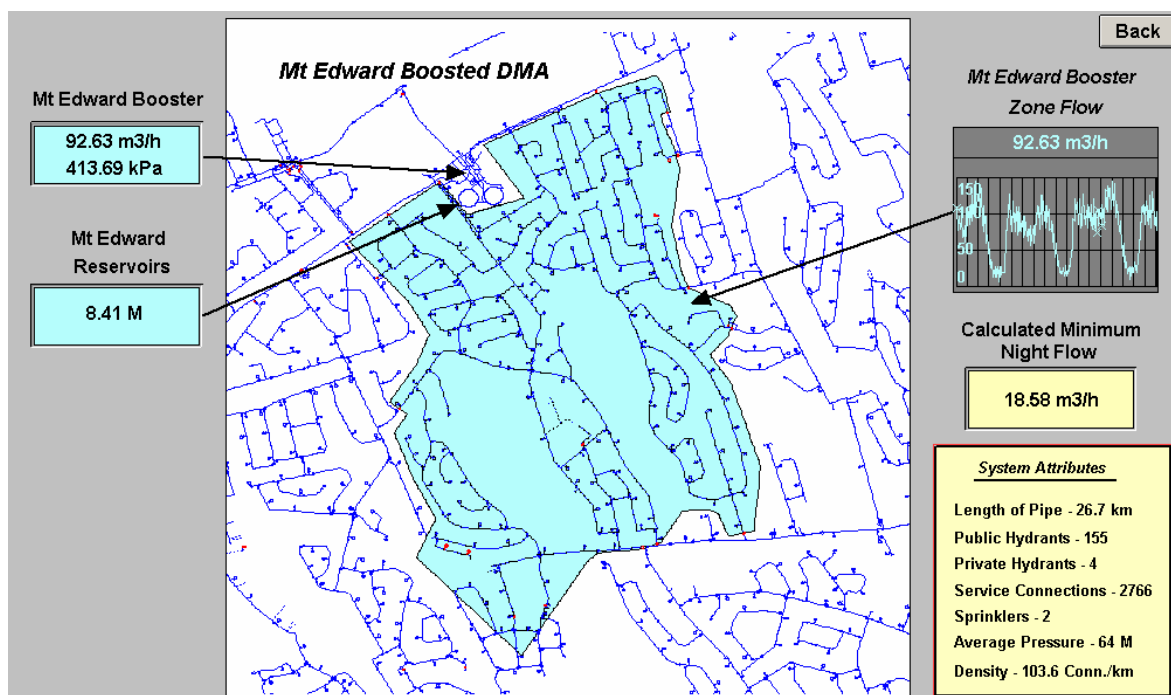 Back
Mt Edward Boosted DMA
Mt Edward Booster
92.63 m3/h
413.69 kPa
Mt Edward
Reservoirs
8.41 M
Mt Edward Booster
Zone Flow
92.63 m3/h
150
100
50
0
Calculated Minimum
Night Flow
18.58 m3/h
System Attributes
Length of Pipe - 26.7 km
Public Hydrants - 155
Private Hydrants - 4
Service Connections - 2766
Sprinklers - 2
Average Pressure - 64 M
Density - 103.6 Conn./km